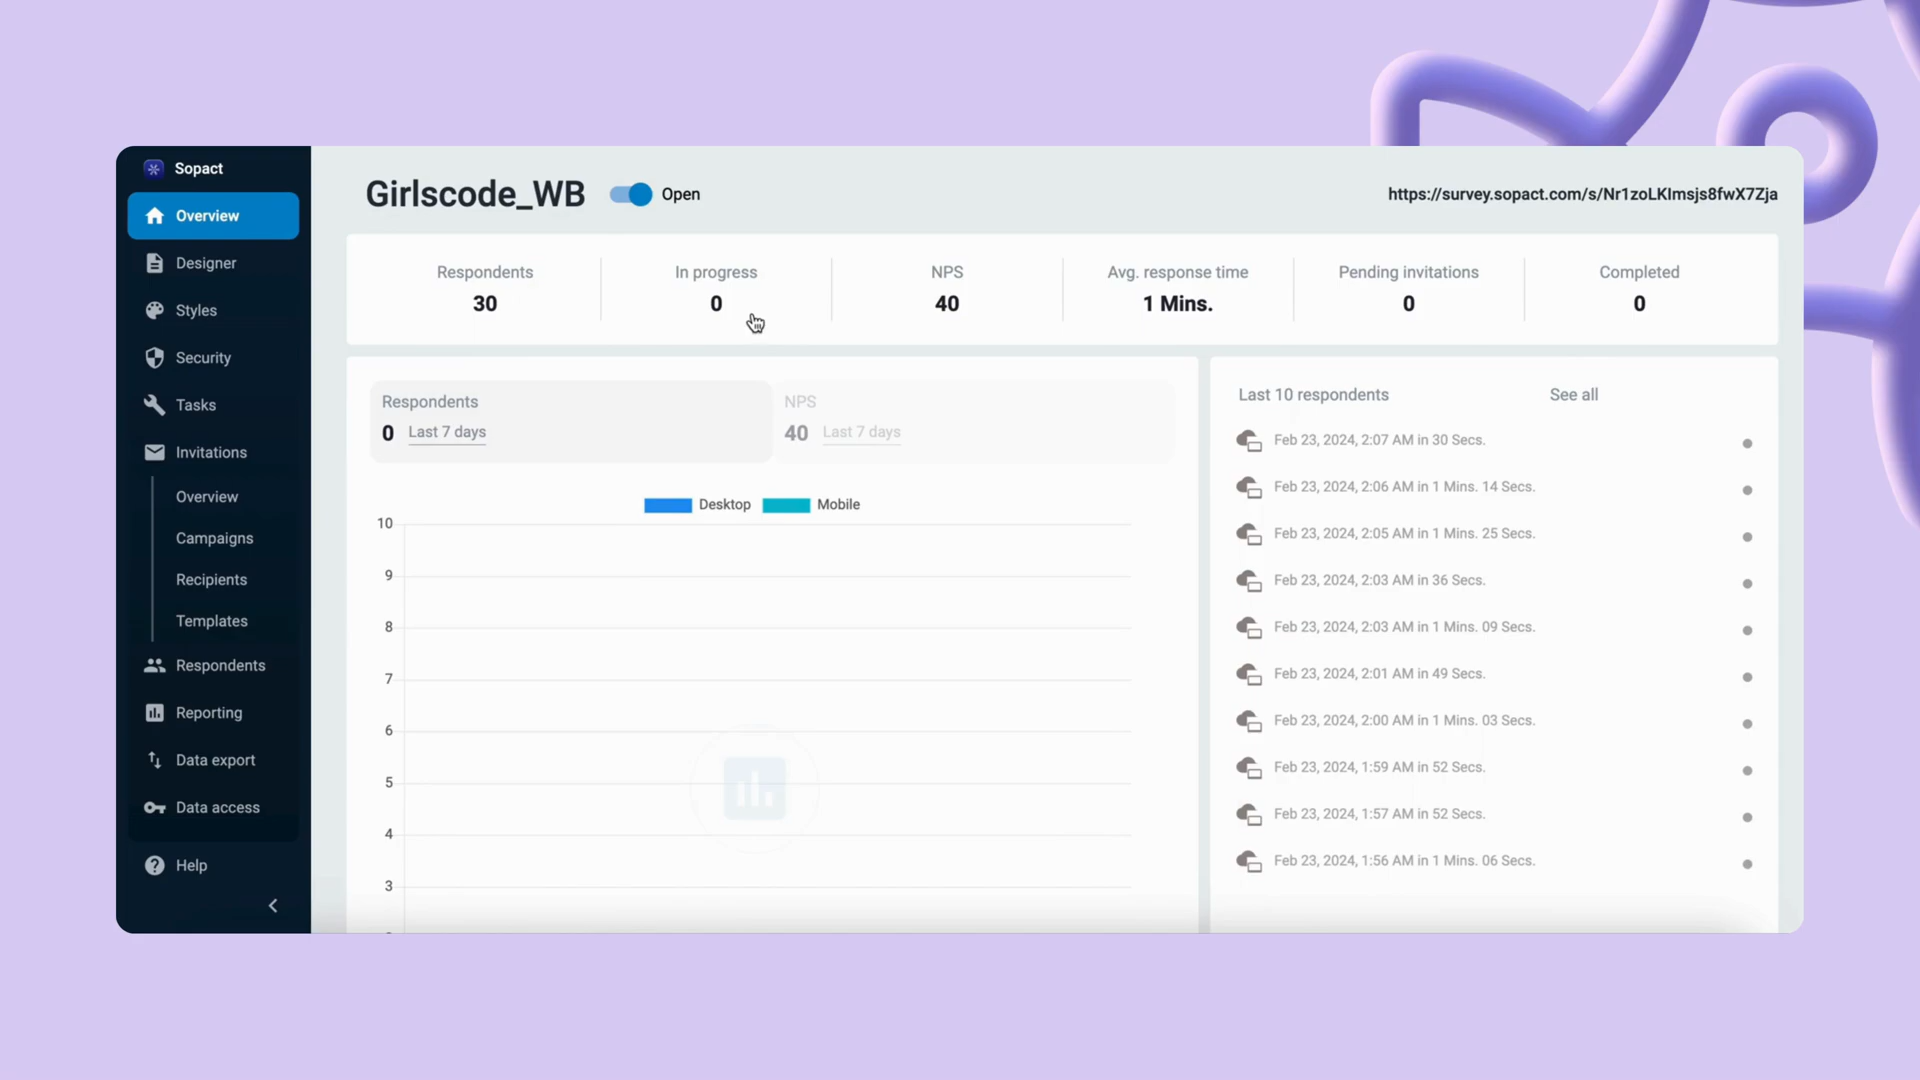 Sopact
Overview
Designer
Styles
Security
Tasks
Invitations
Overview
Campaigns
Recipients
Templates
Respondents
Reporting
Data export
Data access
Help
Girlscode_WB
Open
https://survey.sopact.com/s/Nr1zoLKImsjs8fwX7Zja
Respondents
30
In progress
0
NPS
40
Avg. response time
1 Mins.
Pending invitations
0
Completed
0
Respondents
0 Last 7 days
NPS
40 Last 7 days
Desktop Mobile
10
9
8
7
6
5
4
3
Last 10 respondents See all
Feb 23, 2024, 2:07 AM in 30 Secs.
Feb 23, 2024, 2:06 AM in 1 Mins. 14 Secs.
Feb 23, 2024, 2:05 AM in 1 Mins. 25 Secs.
Feb 23, 2024, 2:03 AM in 36 Secs.
Feb 23, 2024, 2:03 AM in 1 Mins. 09 Secs.
Feb 23, 2024, 2:01 AM in 49 Secs.
Feb 23, 2024, 2:00 AM in 1 Mins. 03 Secs.
Feb 23, 2024, 1:59 AM in 52 Secs.
Feb 23, 2024, 1:57 AM in 52 Secs.
Feb 23, 2024, 1:56 AM in 1 Mins. 06 Secs.